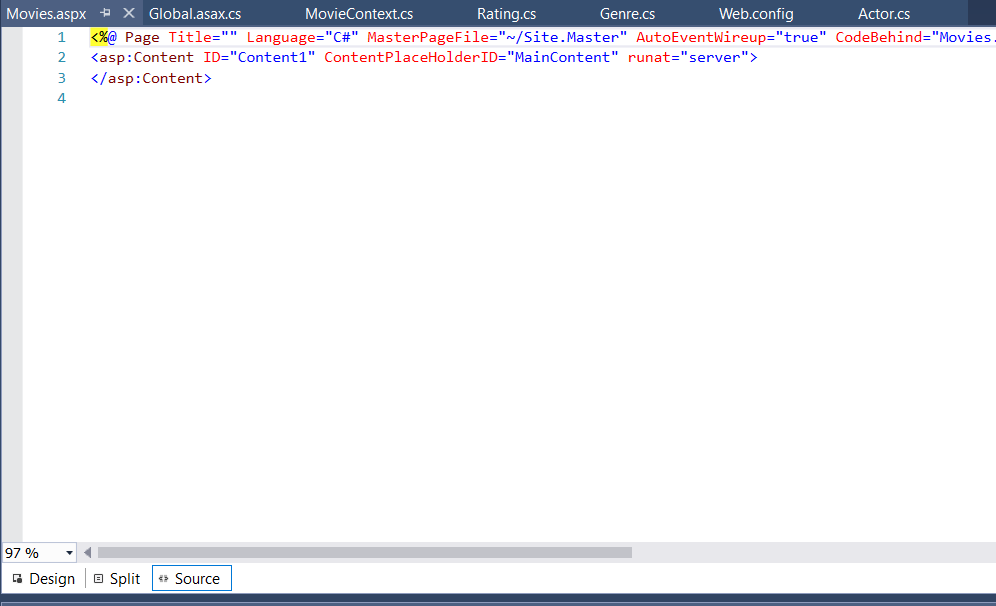 Movies.aspx Global.asax.cs MovieContext.cs Rating.cs Genre.cs Web.config Actor.cs
1 <%@ Page Title="" Language="C#" MasterPageFile="~/Site.Master" AutoEventWireup="true" CodeBehind="Movies.
2 <asp:Content ID="Content1" ContentPlaceHolderID="MainContent" runat="server">
3 </asp:Content>
4
97 %
Design Split Source